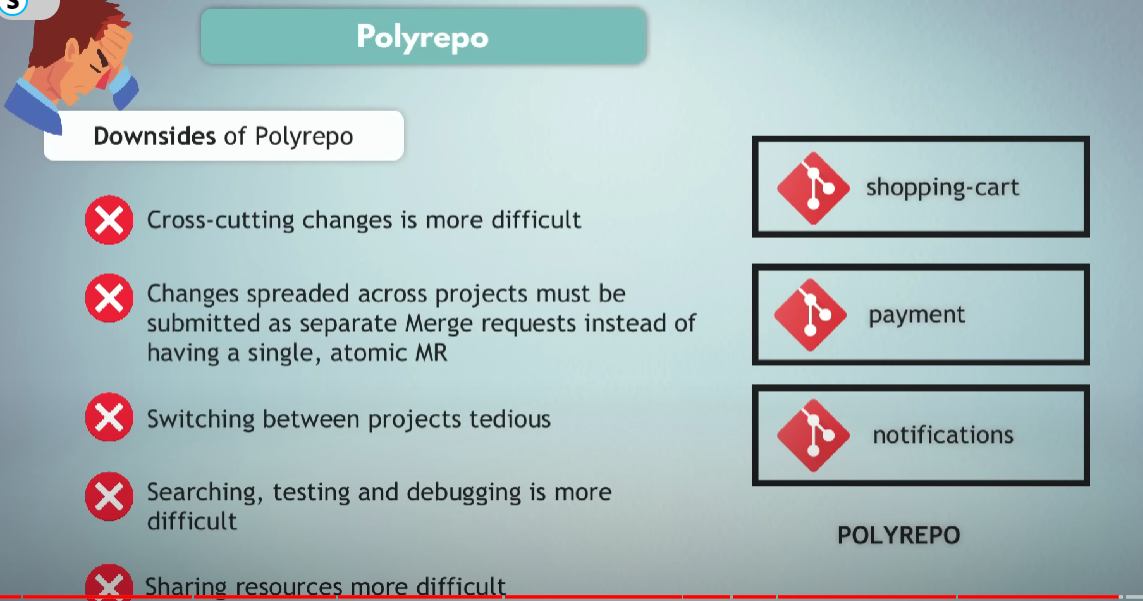 S
Polyrepo
Downsides of Polyrepo
Cross-cutting changes is more difficult
Changes spreaded across projects must be
submitted as separate Merge requests instead of
having a single, atomic MR
Switching between projects tedious
Searching, testing and debugging is more
difficult
Sharing resources more difficult
shopping-cart
payment
notifications
POLYREPO